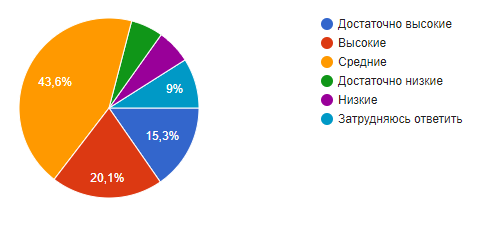 43,6%
9%
15,3%
20,1%
Достаточно высокие
Высокие
Средние
Достаточно низкие
Низкие
Затрудняюсь ответить